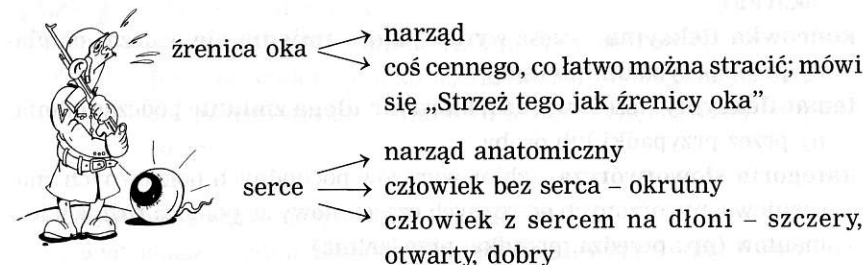 źrenica oka
narząd
coś cennego, co łatwo można stracić; mówi
się „Strzeż tego jak źrenicy oka”
serce
narząd anatomiczny
człowiek bez serca – okrutny
człowiek z sercem na dłoni – szczery,
otwarty, dobry